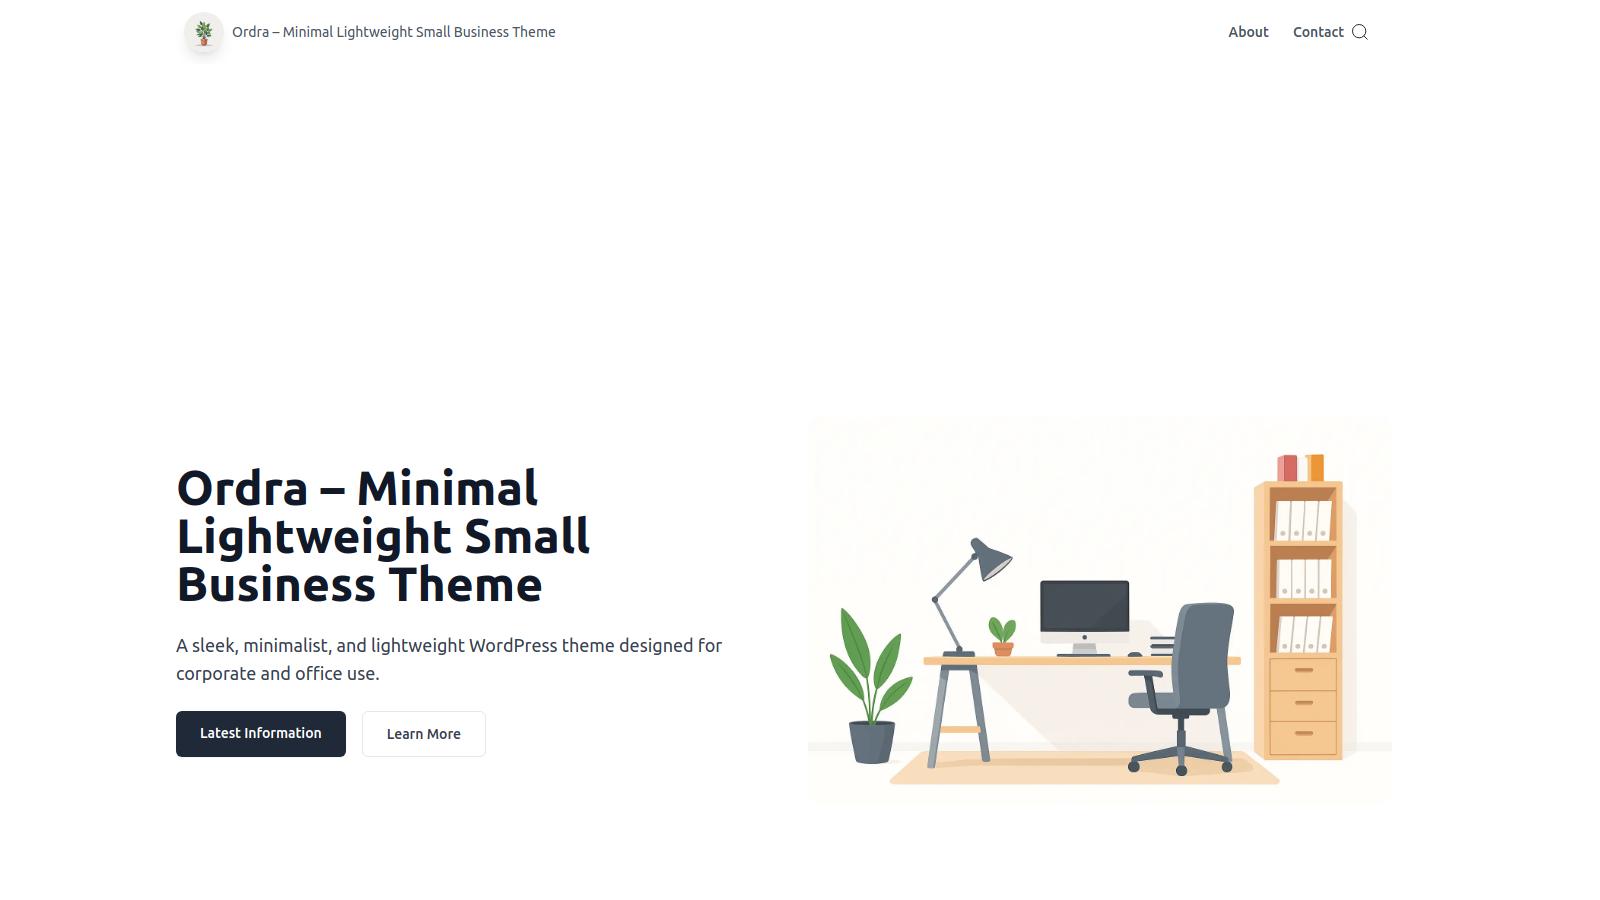 Ordra – Minimal Lightweight Small Business Theme
About
Contact
Ordra – Minimal
Lightweight Small
Business Theme
A sleek, minimalist, and lightweight WordPress theme designed for
corporate and office use.
Latest Information
Learn More